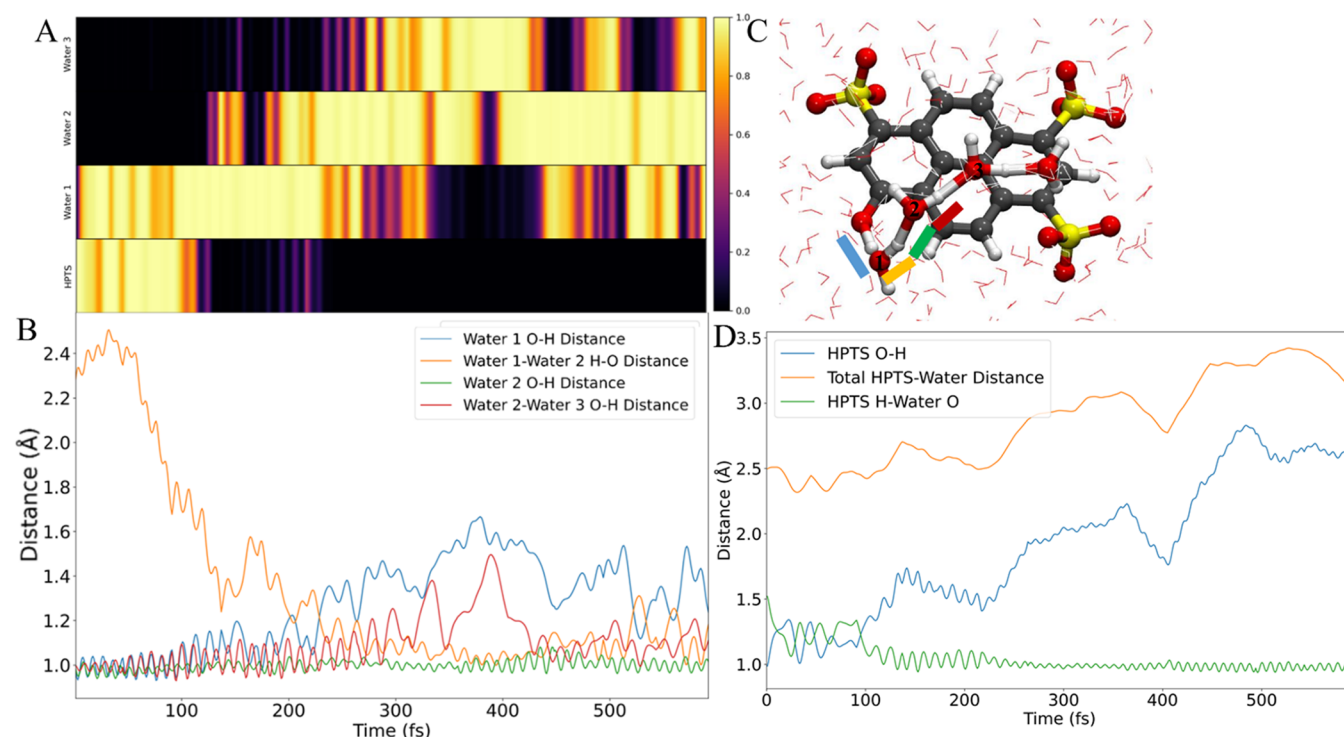 A
Water 3
Water 2
Water 1
HPTS
1.0
0.8
0.6
0.4
0.2
0.0
C
1
2
3
B
Distance (Å)
2.4
2.2
2.0
1.8
1.6
1.4
1.2
1.0
Water 1 O-H Distance
Water 1-Water 2 H-O Distance
Water 2 O-H Distance
Water 2-Water 3 O-H Distance
100 200 300 400 500
Time (fs)
D
Distance (Å)
3.5
3.0
2.5
2.0
1.5
1.0
HPTS O-H
Total HPTS-Water Distance
HPTS H-Water O
0 100 200 300 400 500
Time (fs)